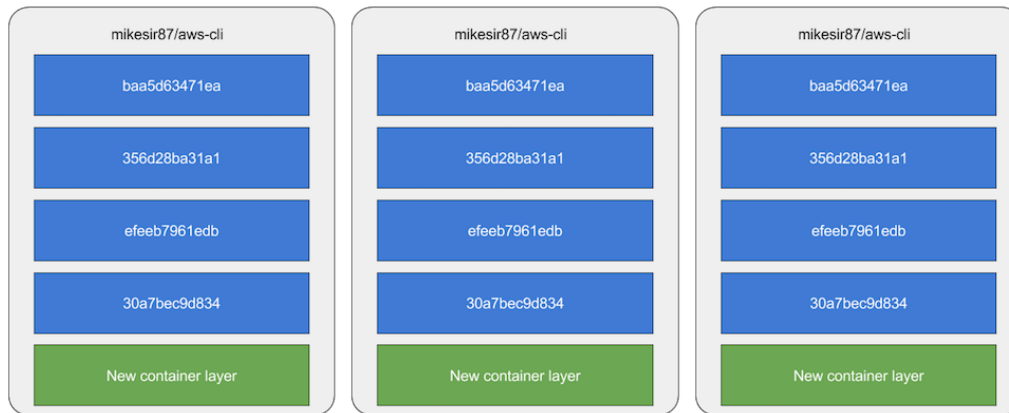 mikesir87/aws-cli
baa5d63471ea
356d28ba31a1
efeeb7961edb
30a7bec9d834
New container layer
mikesir87/aws-cli
baa5d63471ea
356d28ba31a1
efeeb7961edb
30a7bec9d834
New container layer
mikesir87/aws-cli
baa5d63471ea
356d28ba31a1
efeeb7961edb
30a7bec9d834
New container layer